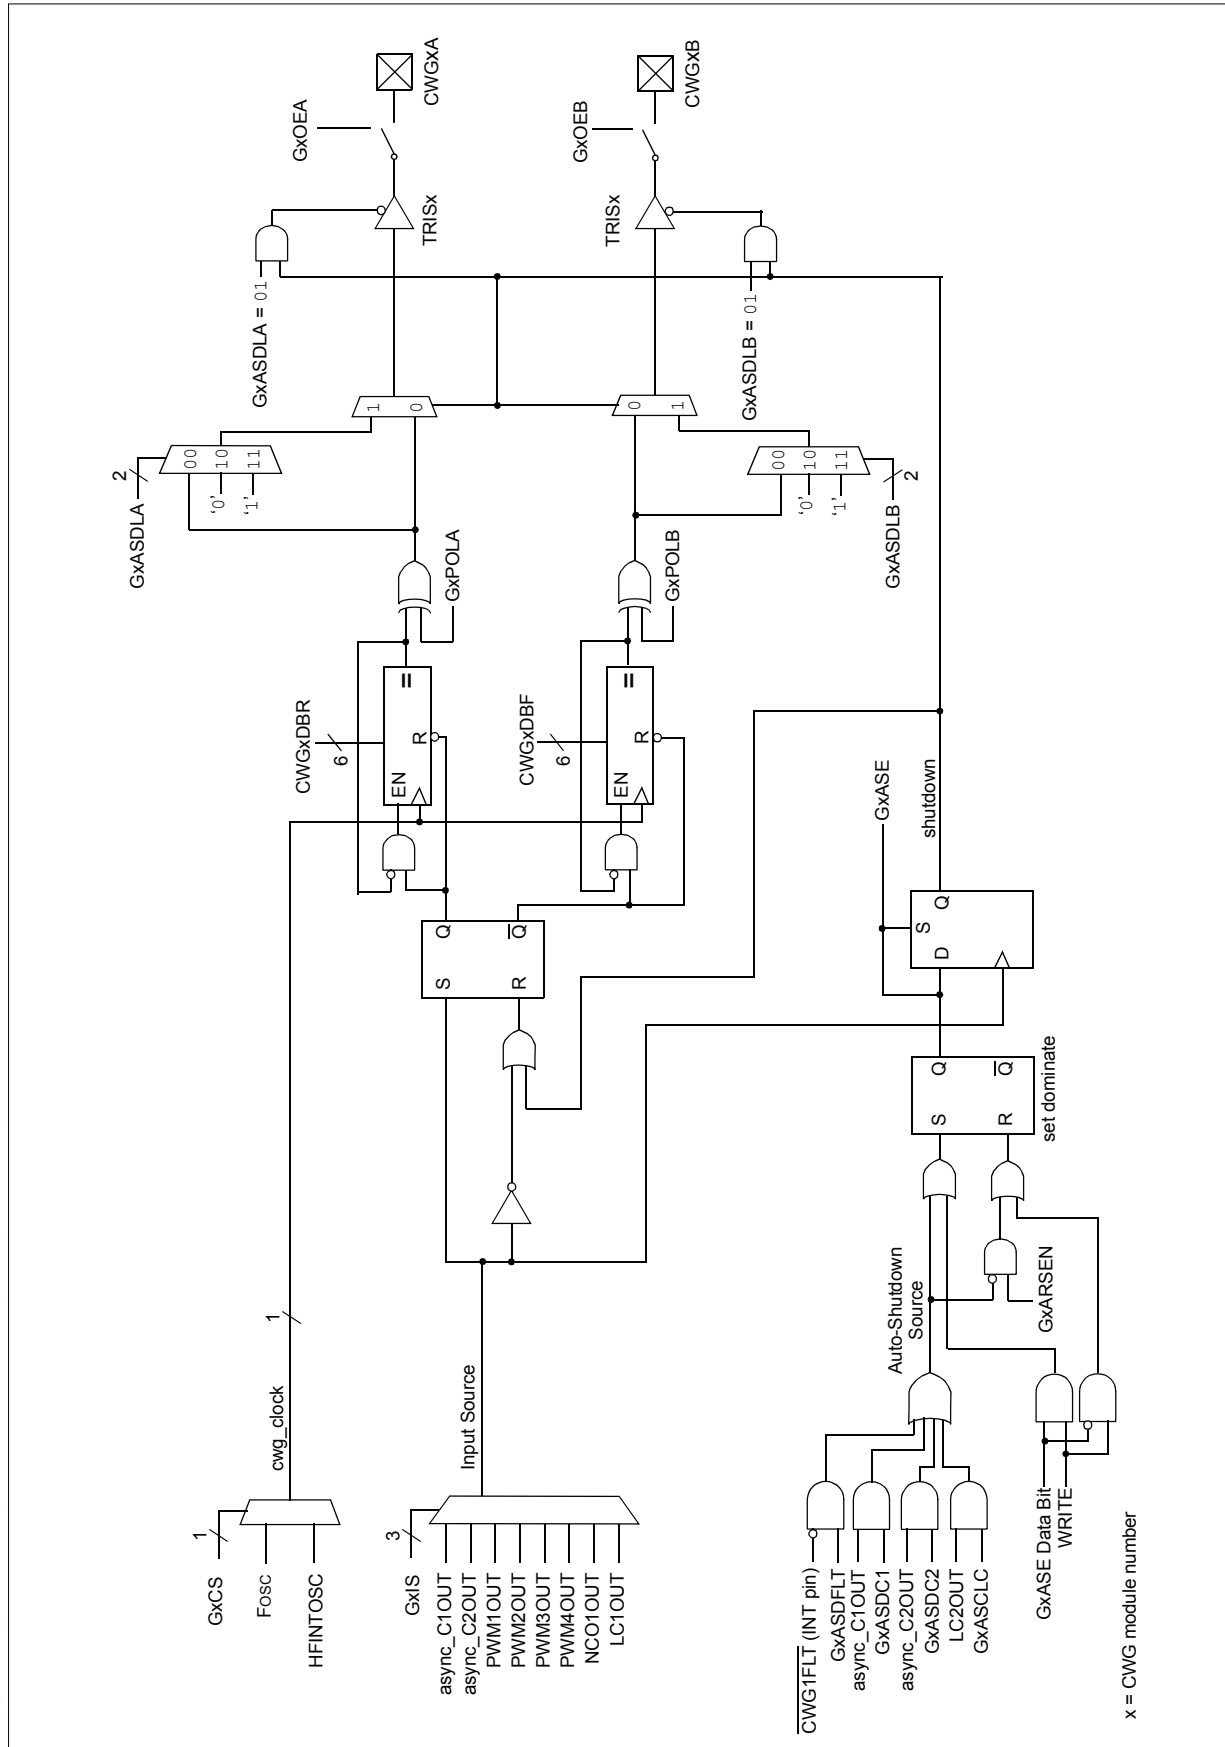 GxCS
1
FOSC
HFINTOSC
cwg_clock
1
GxIS
3
async_C1OUT
async_C2OUT
PWM1OUT
PWM2OUT
PWM3OUT
PWM4OUT
NCO1OUT
LC1OUT
Input Source
S
Q
R
Q
CWGxDBR
6
EN
R
=
GxPOLA
CWGxDBF
6
EN
R
=
GxPOLB
GxASDLA
2
00
10
11
‘0’
‘1’
1
0
GxASDLA = 01
TRISx
GxOEA
CWGxA
GxASDLB
2
00
10
11
‘0’
‘1’
0
1
GxASDLB = 01
TRISx
GxOEB
CWGxB
CWG1FLT (INT pin)
GxASDFLT
async_C1OUT
GxASDC1
async_C2OUT
GxASDC2
LC2OUT
GxASCLC
Auto-Shutdown
Source
GxASE Data Bit
WRITE
GxARSEN
S
Q
R
Q
set dominate
GxASE
S
D
Q
shutdown
x = CWG module number